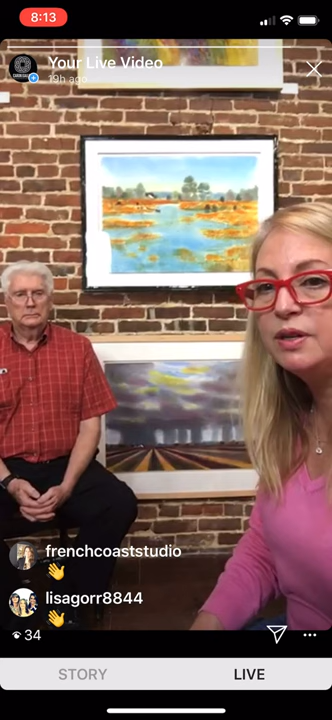 8:13
Your Live Video
19h ago
frenchcoaststudio
👋
lisagorr8844
👋
34
STORY LIVE